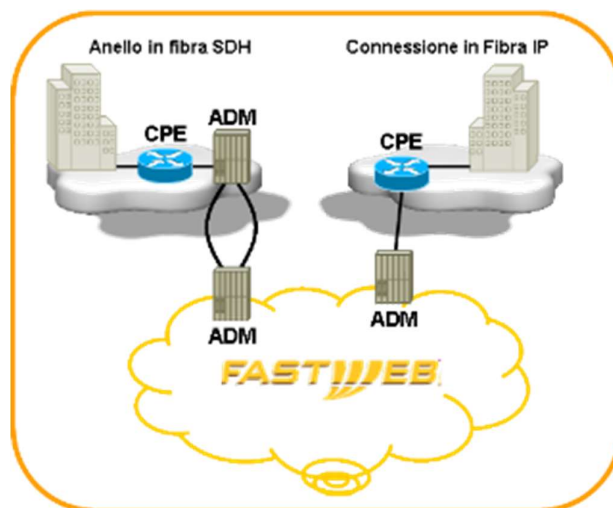 Anello in fibra SDH
Connessione in Fibra IP
CPE
ADM
CPE
ADM
ADM
FASTWEB